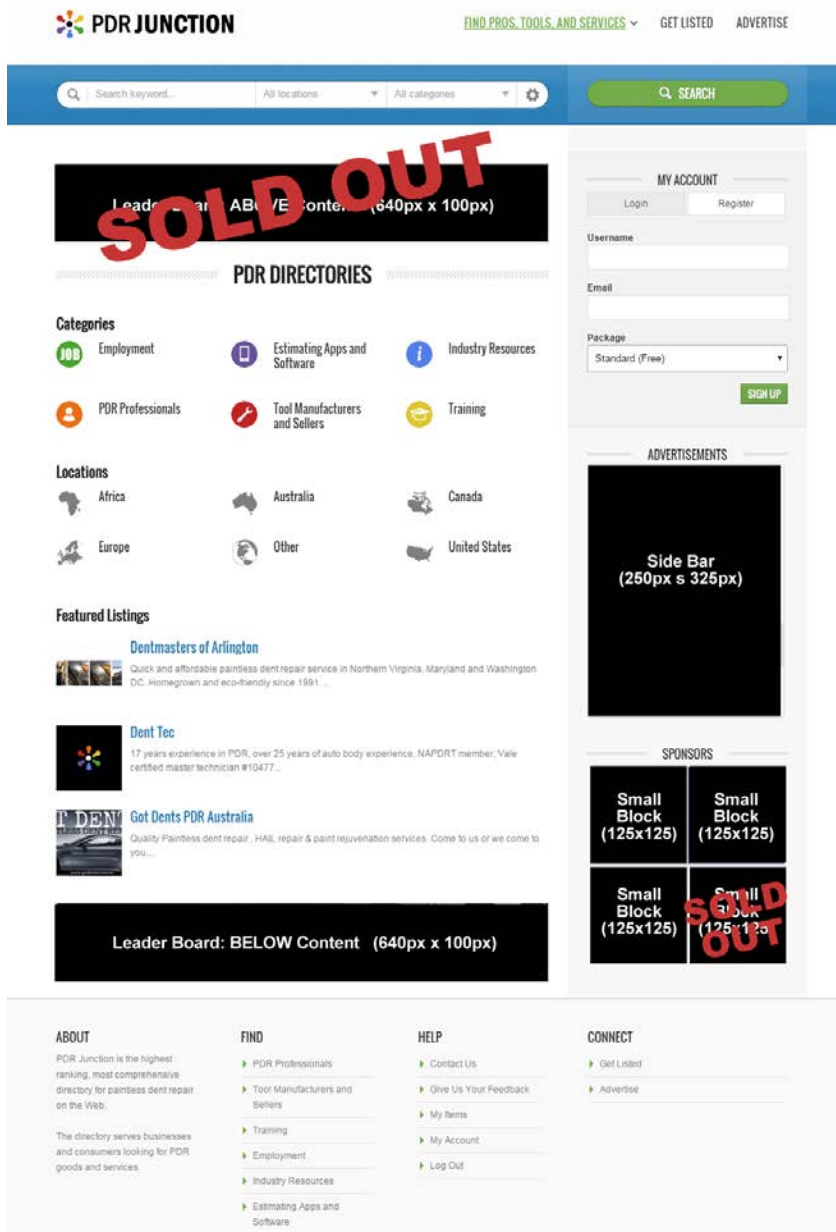 PDR JUNCTION
FIND PROS, TOOLS, AND SERVICES
GET LISTED
ADVERTISE
Search keyword...
All locations
All categories
SEARCH
Leader Board: ABOVE Content (640px x 100px)
SOLD OUT
PDR DIRECTORIES
Categories
JOB
Employment
Estimating Apps and
Software
i
Industry Resources
PDR Professionals
Tool Manufacturers
and Sellers
Training
Locations
Africa
Australia
Canada
Europe
Other
United States
Featured Listings
Dentmasters of Arlington
Quick and affordable paintless dent repair service in Northern Virginia, Maryland and Washington
DC. Homegrown and eco-friendly since 1991. ...
Dent Tec
17 years experience in PDR, over 25 years of auto body experience, NAPDRT member, Vale
certified master technician #10477...
T DENT
Got Dents PDR Australia
Quality Paintless dent repair , HAIL repair & paint rejuvenation services. Come to us or we come to
you....
Leader Board: BELOW Content (640px x 100px)
MY ACCOUNT
Login
Register
Username
Email
Package
Standard (Free)
SIGN UP
ADVERTISEMENTS
Side Bar
(250px s 325px)
SPONSORS
Small
Block
(125x125)
Small
Block
(125x125)
Small
Block
(125x125)
Small
Block
(125x125)
SOLD
OUT
ABOUT
PDR Junction is the highest
ranking, most comprehensive
directory for paintless dent repair
on the Web.
The directory serves businesses
and consumers looking for PDR
goods and services.
FIND
PDR Professionals
Tool Manufacturers and
Sellers
Training
Employment
Industry Resources
Estimating Apps and
Software
HELP
Contact Us
Give Us Your Feedback
My Items
My Account
Log Out
CONNECT
Get Listed
Advertise